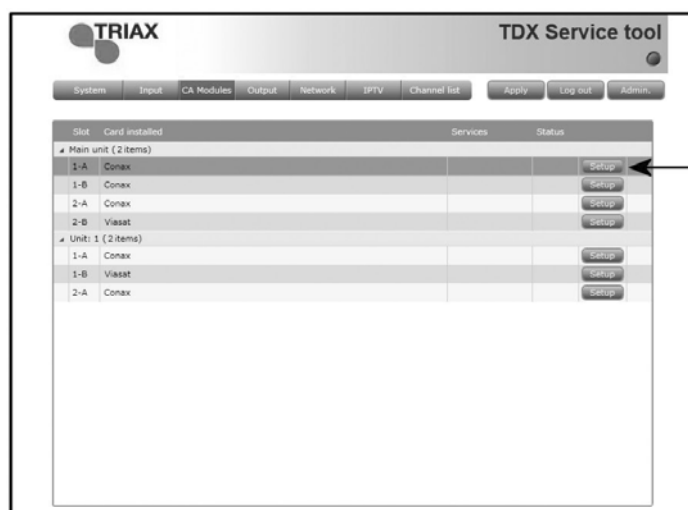 TRIAX
TDX Service tool
System Input CA Modules Output Network IPTV Channel list Apply Log out Admin.
Slot Card installed Services Status
Main unit (2 items)
1-A Conax Setup
1-B Conax Setup
2-A Conax Setup
2-B Viasat Setup
Unit: 1 (2 items)
1-A Conax Setup
1-B Viasat Setup
2-A Conax Setup